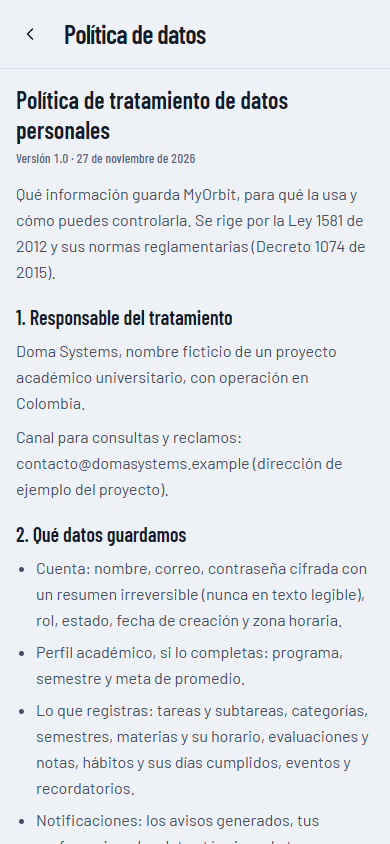 Política de datos
Política de tratamiento de datos
personales
Versión 1.0 · 27 de noviembre de 2026
Qué información guarda MyOrbit, para qué la usa y
cómo puedes controlarla. Se rige por la Ley 1581 de
2012 y sus normas reglamentarias (Decreto 1074 de
2015).
1. Responsable del tratamiento
Doma Systems, nombre ficticio de un proyecto
académico universitario, con operación en
Colombia.
Canal para consultas y reclamos:
contacto@domasystems.example (dirección de
ejemplo del proyecto).
2. Qué datos guardamos
• Cuenta: nombre, correo, contraseña cifrada con
un resumen irreversible (nunca en texto legible),
rol, estado, fecha de creación y zona horaria.
• Perfil académico, si lo completas: programa,
semestre y meta de promedio.
• Lo que registras: tareas y subtareas, categorías,
semestres, materias y su horario, evaluaciones y
notas, hábitos y sus días cumplidos, eventos y
recordatorios.
• Notificaciones: los avisos generados, tus